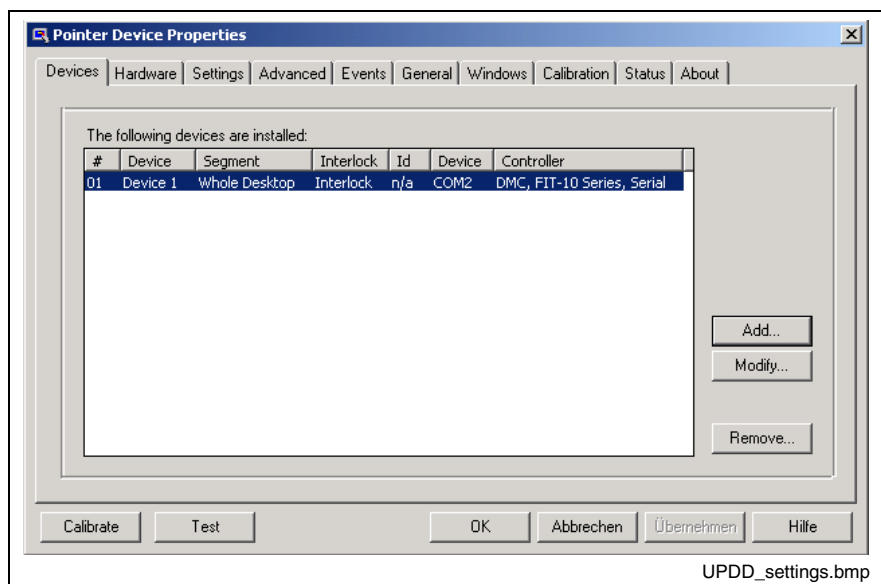 Pointer Device Properties
Devices Hardware Settings Advanced Events General Windows Calibration Status About
The following devices are installed:
# Device Segment Interlock Id Device Controller
01 Device 1 Whole Desktop Interlock n/a COM2 DMC, FIT-10 Series, Serial
Add...
Modify...
Remove...
Calibrate Test OK Abbrechen Übernehmen Hilfe
UPDD_settings.bmp